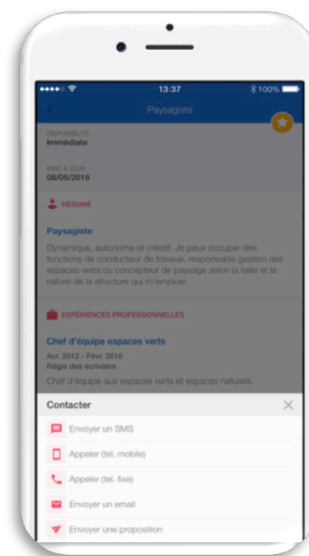 13:37
100%
Paysagiste
DISPONIBILITÉ
Immédiate
MISE À JOUR
08/05/2016
RÉSUMÉ
Paysagiste
Dynamique, autonome et créatif. Je peux occuper des
fonctions de conducteur de travaux, responsable gestion des
espaces verts ou concepteur de paysage selon la taille et la
nature de la structure qui m'emploie.
EXPÉRIENCES PROFESSIONNELLES
Chef d'équipe espaces verts
Avr. 2012 - Févr. 2016
Régie des écrivains
Chef d'équipe aux espaces verts et espaces naturels.
Contacter
Envoyer un SMS
Appeler (tel. mobile)
Appeler (tel. fixe)
Envoyer un email
Envoyer une proposition